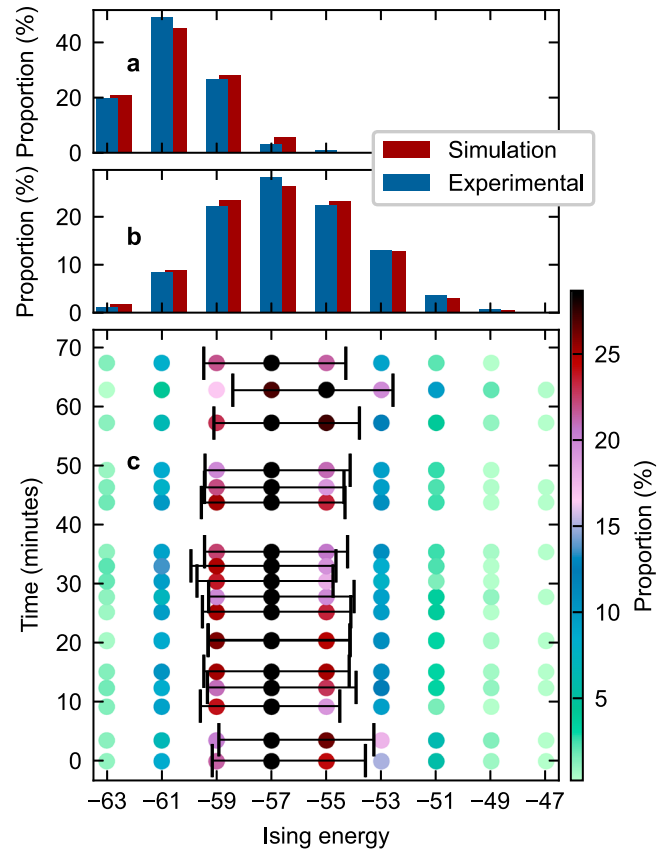 Proportion (%)
40
20
0
a
Simulation
Experimental
Proportion (%)
20
10
0
b
Time (minutes)
70
60
50
40
30
20
10
0
c
−63 −61 −59 −57 −55 −53 −51 −49 −47
Ising energy
25
20
15
10
5
Proportion (%)